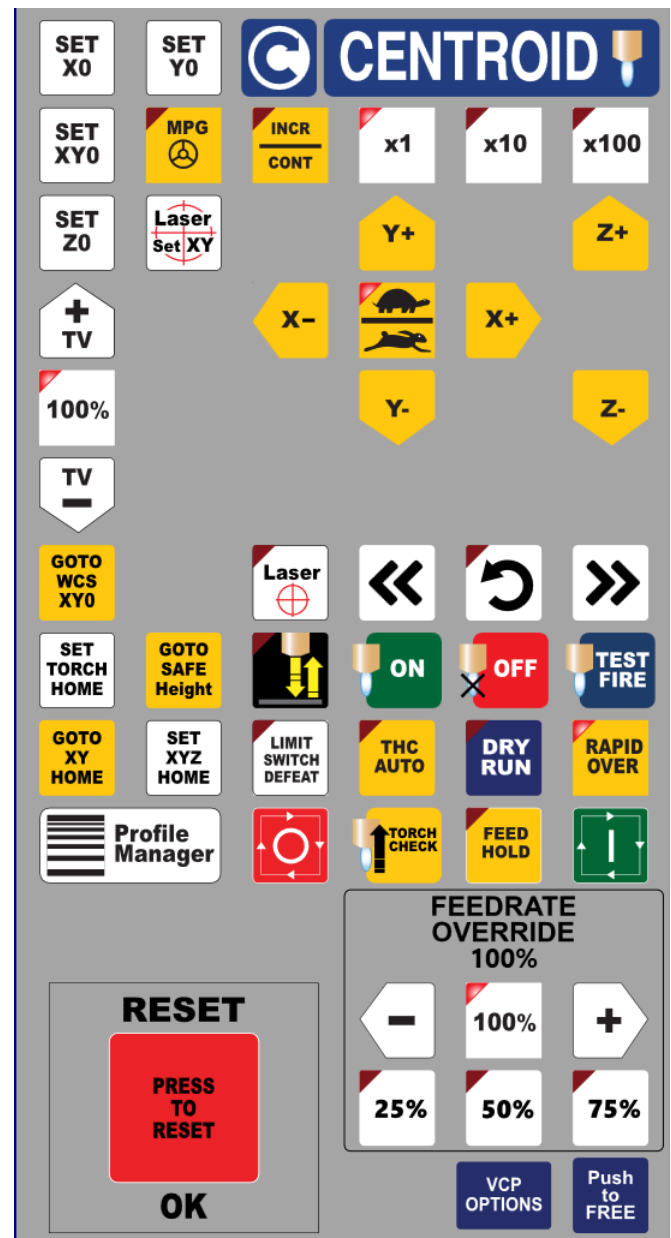 SET
X0
SET
Y0
C CENTROID
SET
XY0
MPG
INCR
CONT
x1
x10
x100
SET
Z0
Laser
Set XY
Y+
Z+
+
TV
X-
X+
100%
Y-
Z-
TV
-
GOTO
WCS
XY0
Laser
SET
TORCH
HOME
GOTO
SAFE
Height
ON
OFF
TEST
FIRE
GOTO
XY
HOME
SET
XYZ
HOME
LIMIT
SWITCH
DEFEAT
THC
AUTO
DRY
RUN
RAPID
OVER
Profile
Manager
TORCH
CHECK
FEED
HOLD
FEEDRATE
OVERRIDE
100%
-
100%
+
25%
50%
75%
RESET
PRESS
TO
RESET
OK
VCP
OPTIONS
Push
to
FREE